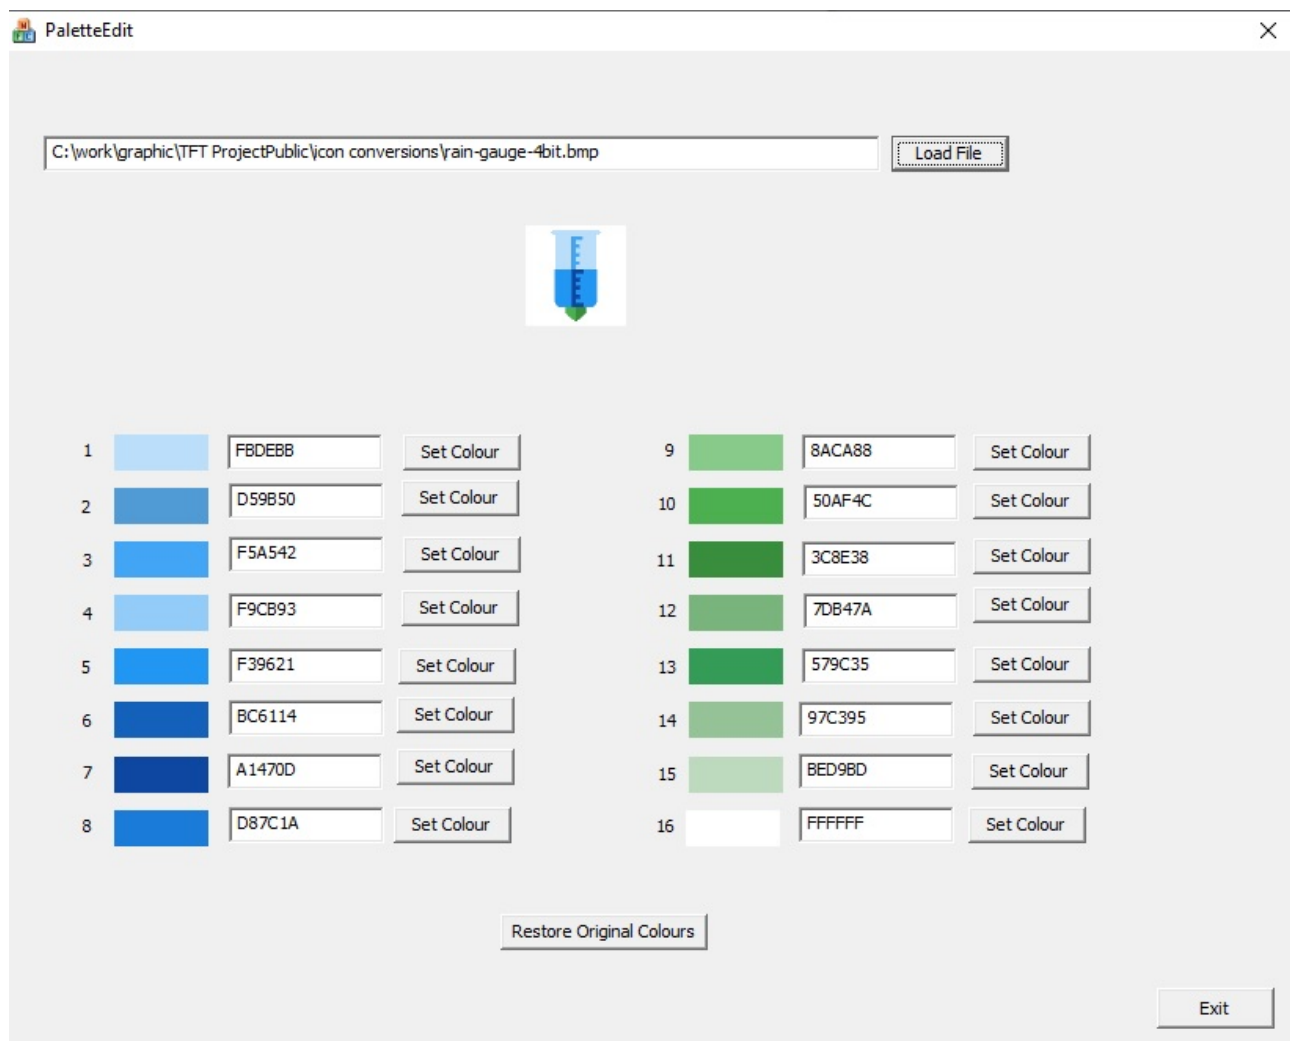 PaletteEdit
C:\work\graphic\TFT ProjectPublic\icon conversions\rain-gauge-4bit.bmp Load File
1 FBDEBB Set Colour 9 8ACA88 Set Colour
2 D59B50 Set Colour 10 50AF4C Set Colour
3 F5A542 Set Colour 11 3C8E38 Set Colour
4 F9CB93 Set Colour 12 7DB47A Set Colour
5 F39621 Set Colour 13 579C35 Set Colour
6 BC6114 Set Colour 14 97C395 Set Colour
7 A1470D Set Colour 15 BED9BD Set Colour
8 D87C1A Set Colour 16 FFFFFF Set Colour
Restore Original Colours
Exit